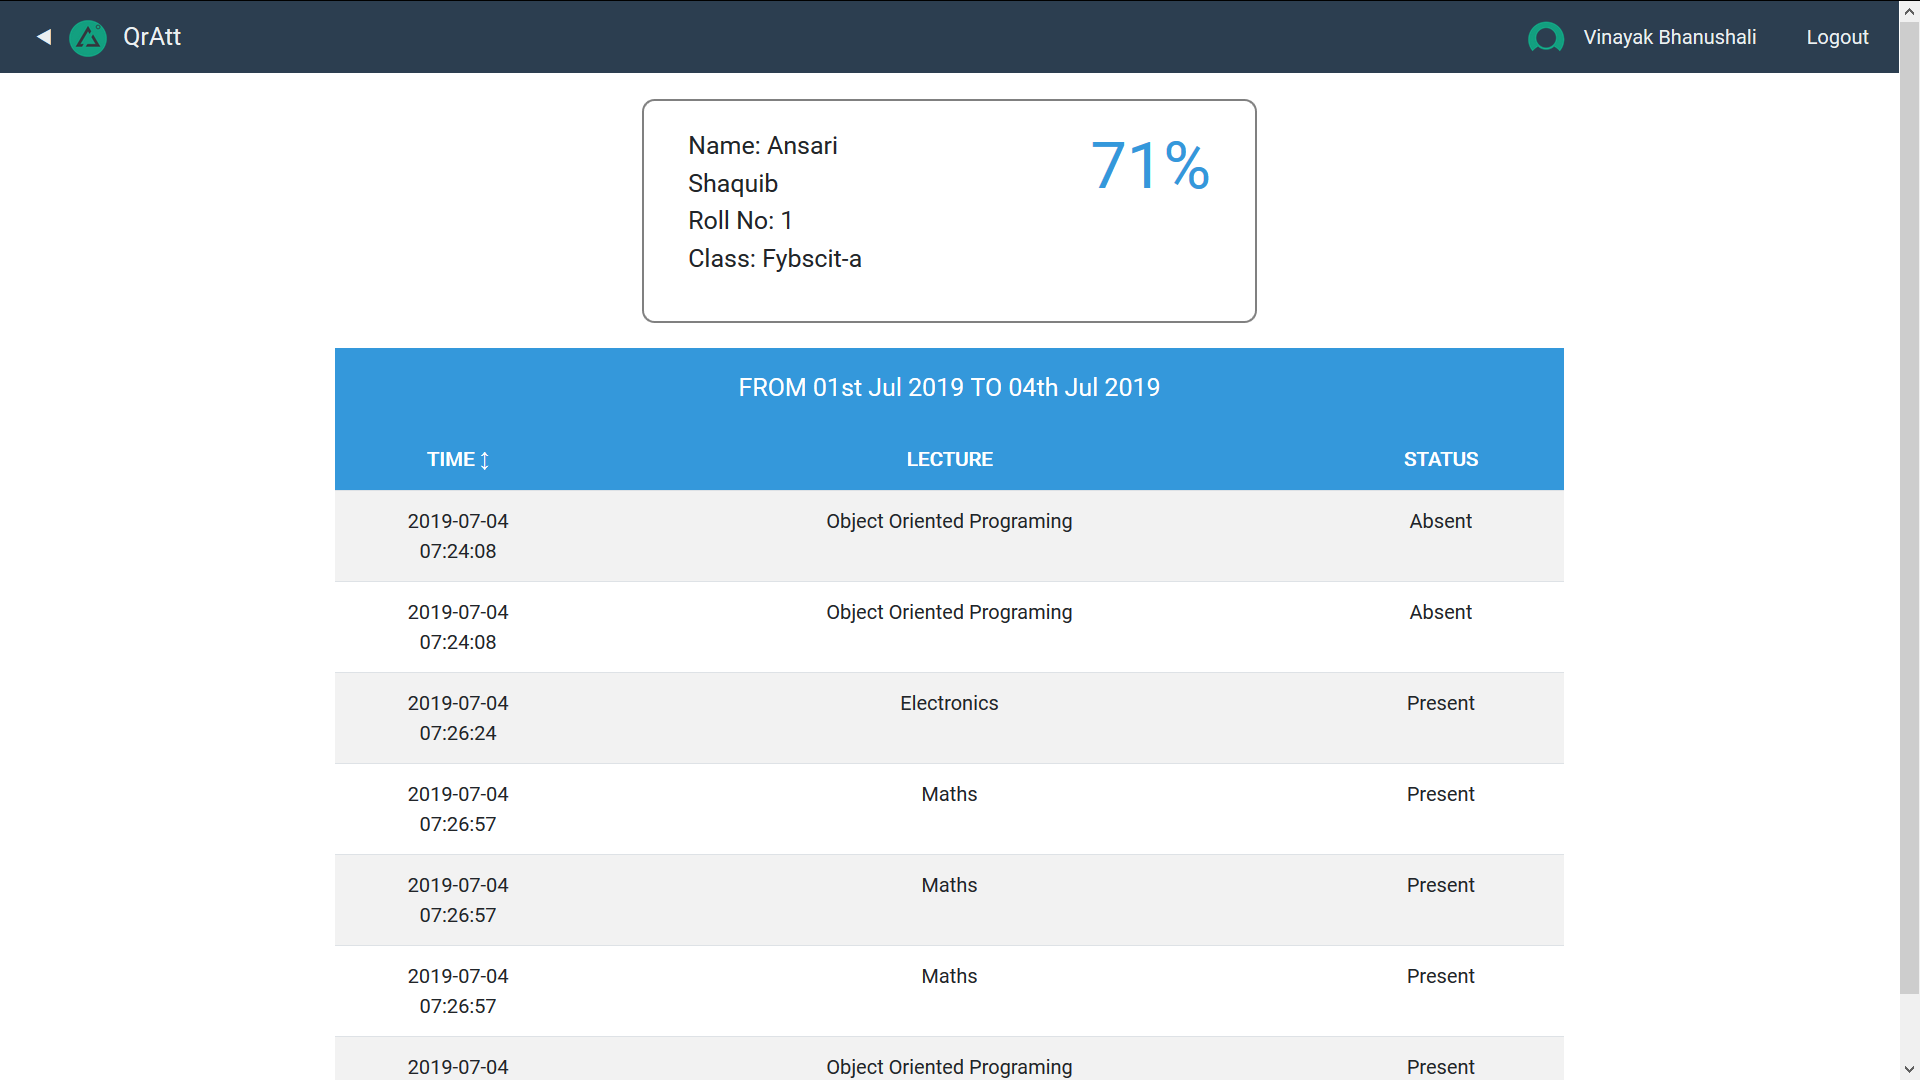 QrAtt
Vinayak Bhanushali
Logout
Name: Ansari
Shaquib
Roll No: 1
Class: Fybscit-a
71%
FROM 01st Jul 2019 TO 04th Jul 2019
TIME LECTURE STATUS
2019-07-04 Object Oriented Programing Absent
07:24:08
2019-07-04 Object Oriented Programing Absent
07:24:08
2019-07-04 Electronics Present
07:26:24
2019-07-04 Maths Present
07:26:57
2019-07-04 Maths Present
07:26:57
2019-07-04 Maths Present
07:26:57
2019-07-04 Object Oriented Programing Present